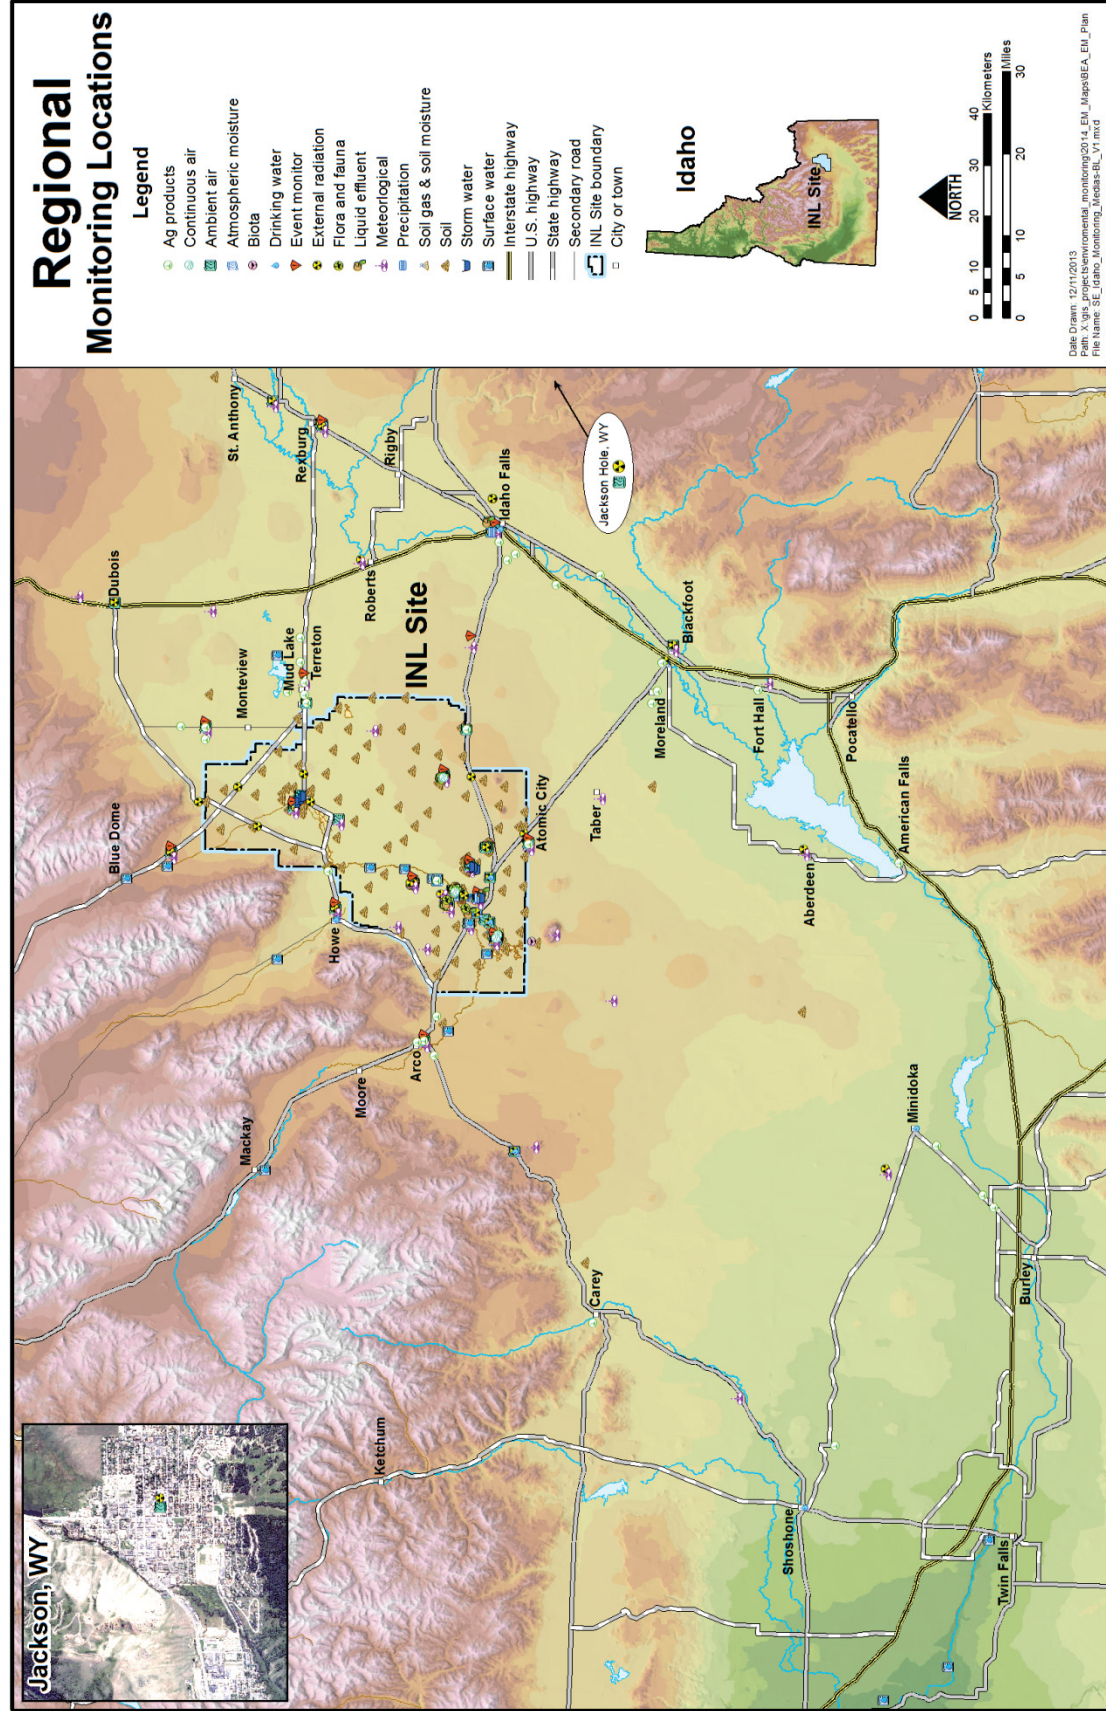 Regional
Monitoring Locations
Legend
Ag products
Continuous air
Ambient air
Atmospheric moisture
Biota
Drinking water
Event monitor
External radiation
Flora and fauna
Liquid effluent
Meteorlogical
Precipitation
Soil gas & soil moisture
Soil
Storm water
Surface water
Interstate highway
U.S. highway
State highway
Secondary road
INL Site boundary
City or town
Idaho
INL Site
NORTH
0 5 10 20 30 40
Kilometers
0 5 10 20 30
Miles
Date Drawn: 12/11/2013
Path: X:\gis_projects\enviromental_monitoring\2014_EM_Maps\BEA_EM_Plan
File Name: SE_Idaho_Monitoring_Medias-BL_V1.mxd
Jackson, WY
Ketchum
Mackay
Moore
Arco
Howe
Blue Dome
Dubois
Monteview
Mud Lake
Terreton
St. Anthony
Rexburg
Rigby
Roberts
INL Site
Idaho Falls
Jackson Hole, WY
Atomic City
Taber
Blackfoot
Moreland
Fort Hall
Pocatello
Aberdeen
American Falls
Carey
Minidoka
Shoshone
Burley
Twin Falls